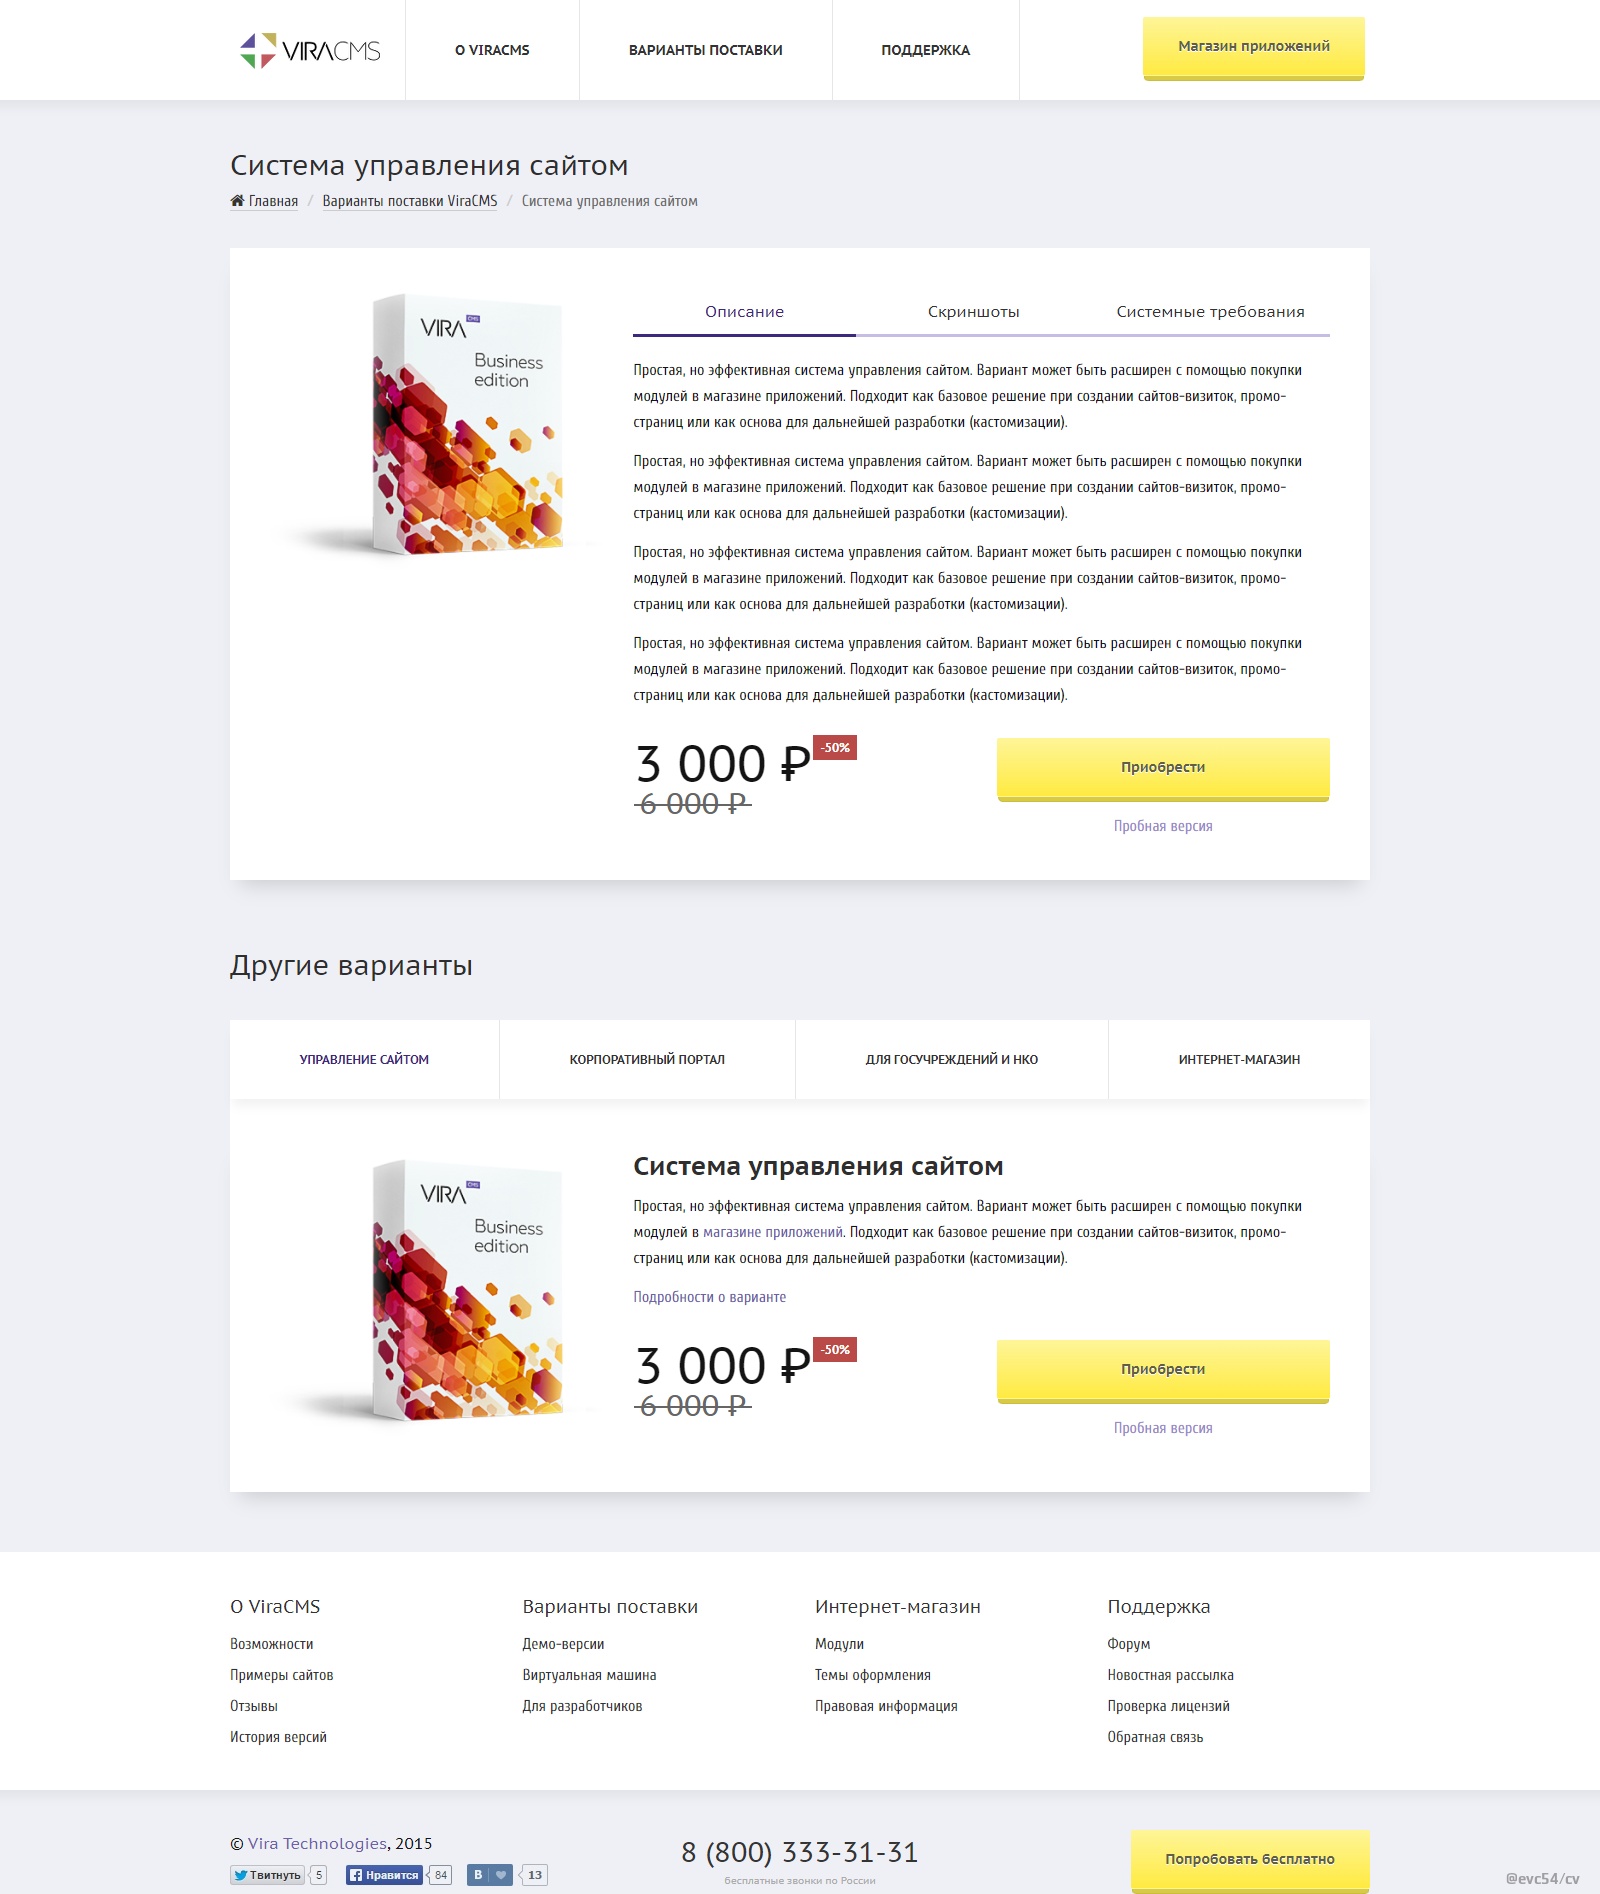 VIRACMS
О VIRACMS
ВАРИАНТЫ ПОСТАВКИ
ПОДДЕРЖКА
Магазин приложений
Система управления сайтом
Главная / Варианты поставки ViraCMS / Система управления сайтом
VIRA CMS
Business
edition
Описание
Скриншоты
Системные требования
Простая, но эффективная система управления сайтом. Вариант может быть расширен с помощью покупки
модулей в магазине приложений. Подходит как базовое решение при создании сайтов-визиток, промо-
страниц или как основа для дальнейшей разработки (кастомизации).
Простая, но эффективная система управления сайтом. Вариант может быть расширен с помощью покупки
модулей в магазине приложений. Подходит как базовое решение при создании сайтов-визиток, промо-
страниц или как основа для дальнейшей разработки (кастомизации).
Простая, но эффективная система управления сайтом. Вариант может быть расширен с помощью покупки
модулей в магазине приложений. Подходит как базовое решение при создании сайтов-визиток, промо-
страниц или как основа для дальнейшей разработки (кастомизации).
Простая, но эффективная система управления сайтом. Вариант может быть расширен с помощью покупки
модулей в магазине приложений. Подходит как базовое решение при создании сайтов-визиток, промо-
страниц или как основа для дальнейшей разработки (кастомизации).
3 000 ₽ -50%
6 000 ₽
Приобрести
Пробная версия
Другие варианты
УПРАВЛЕНИЕ САЙТОМ
КОРПОРАТИВНЫЙ ПОРТАЛ
ДЛЯ ГОСУЧРЕЖДЕНИЙ И НКО
ИНТЕРНЕТ-МАГАЗИН
VIRA CMS
Business
edition
Система управления сайтом
Простая, но эффективная система управления сайтом. Вариант может быть расширен с помощью покупки
модулей в магазине приложений. Подходит как базовое решение при создании сайтов-визиток, промо-
страниц или как основа для дальнейшей разработки (кастомизации).
Подробности о варианте
3 000 ₽ -50%
6 000 ₽
Приобрести
Пробная версия
О ViraCMS
Возможности
Примеры сайтов
Отзывы
История версий
Варианты поставки
Демо-версии
Виртуальная машина
Для разработчиков
Интернет-магазин
Модули
Темы оформления
Правовая информация
Поддержка
Форум
Новостная рассылка
Проверка лицензий
Обратная связь
© Vira Technologies, 2015
Твитнуть 5
Нравится 84
B 13
8 (800) 333-31-31
бесплатные звонки по России
Попробовать бесплатно
@evc54/cv